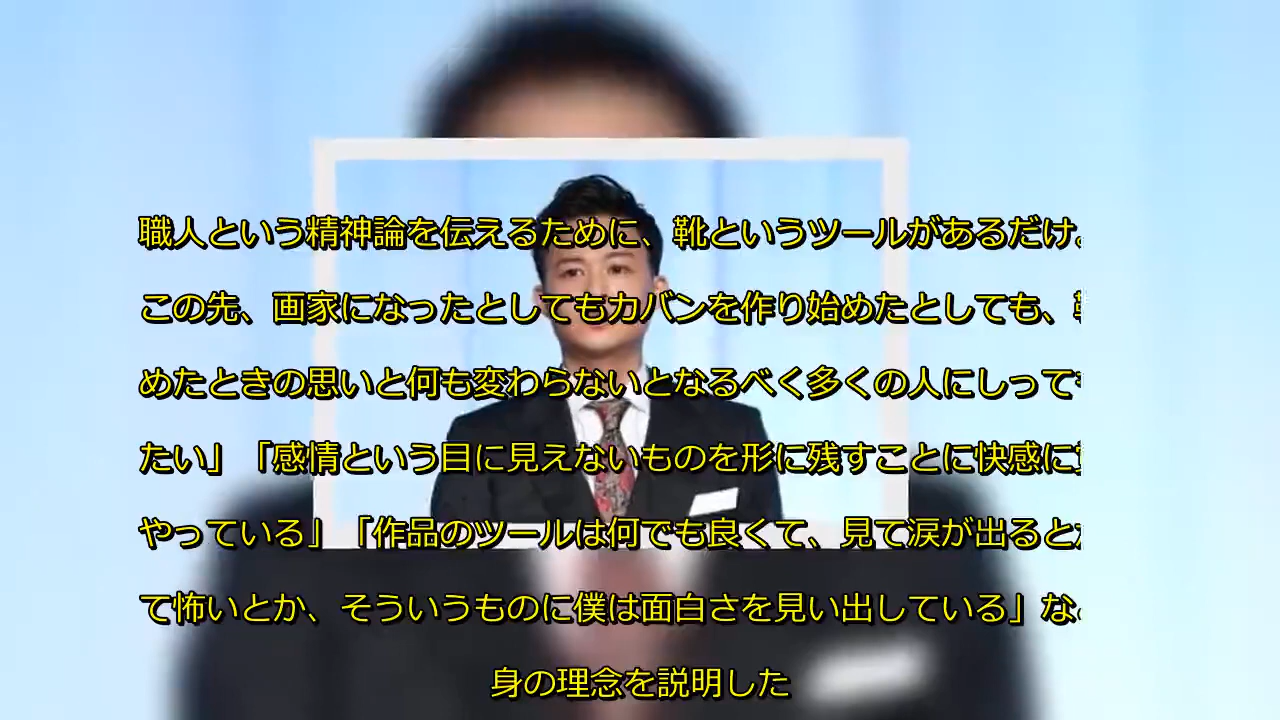 職人という精神論を伝えるために、靴というツールがあるだけ。
この先、画家になったとしてもカバンを作り始めたとしても、
めたときの思いと何も変わらないとなるべく多くの人にしって
たい」「感情という目に見えないものを形に残すことに快感に
やっている」「作品のツールは何でも良くて、見て涙が出ると
て怖いとか、そういうものに僕は面白さを見い出している」な
身の理念を説明した